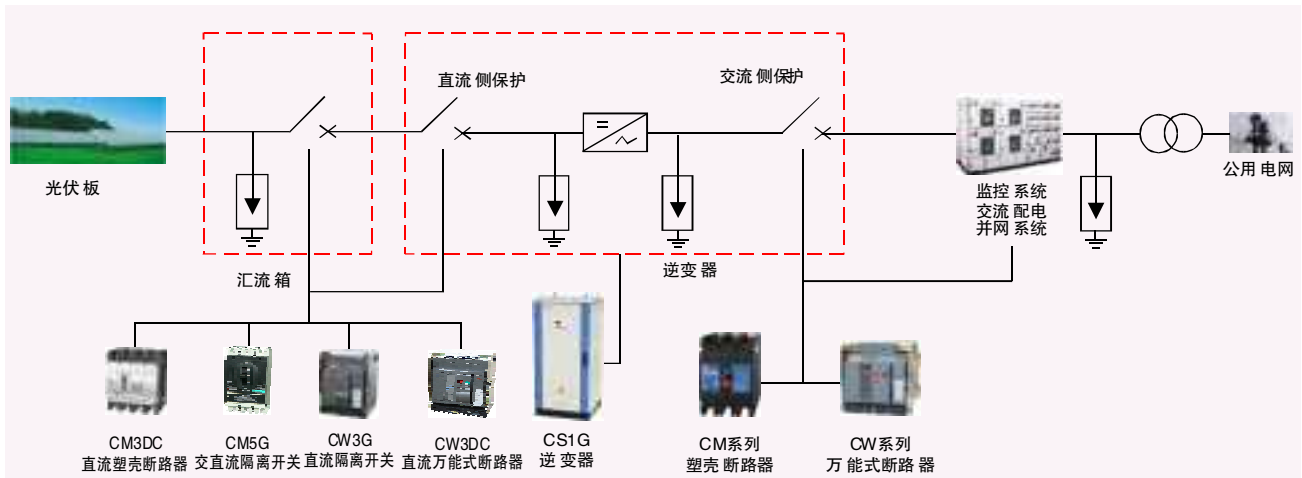 直流侧保护
交流侧保护
光伏板
公用电网
监控系统
交流配电
并网系统
汇流箱
逆变器
CM3DC
直流塑壳断路器
CM5G
交直流隔离开关
CW3G
直流隔离开关
CW3DC
直流万能式断路器
CS1G
逆变器
CM系列
塑壳断路器
CW系列
万能式断路器